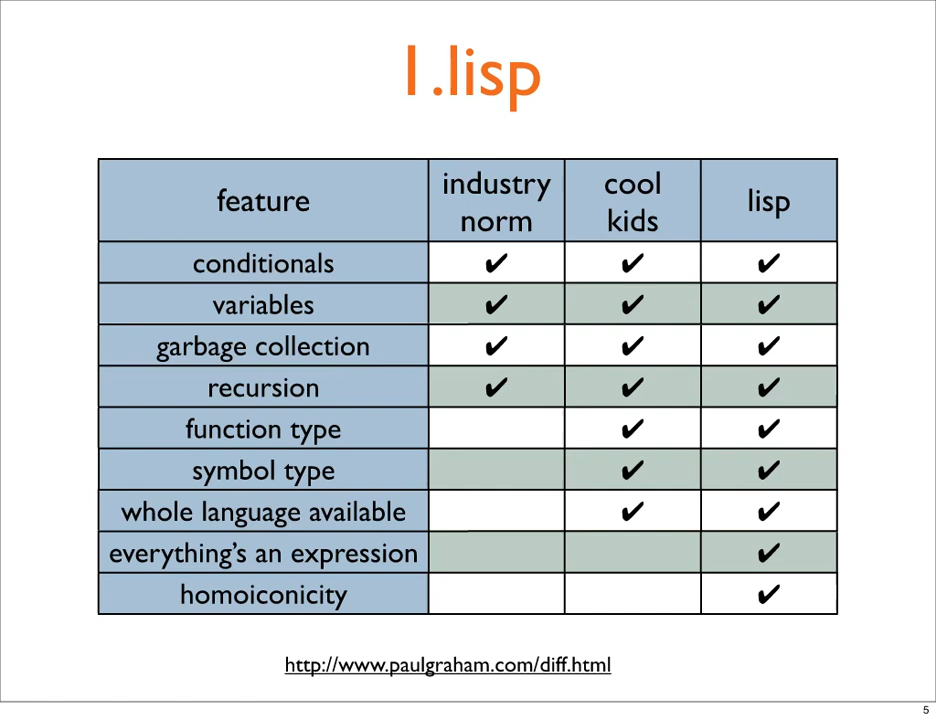 1.lisp
feature industry norm cool kids lisp
conditionals ✔ ✔ ✔
variables ✔ ✔ ✔
garbage collection ✔ ✔ ✔
recursion ✔ ✔ ✔
function type ✔ ✔
symbol type ✔ ✔
whole language available ✔ ✔
everything’s an expression ✔
homoiconicity ✔
http://www.paulgraham.com/diff.html
5